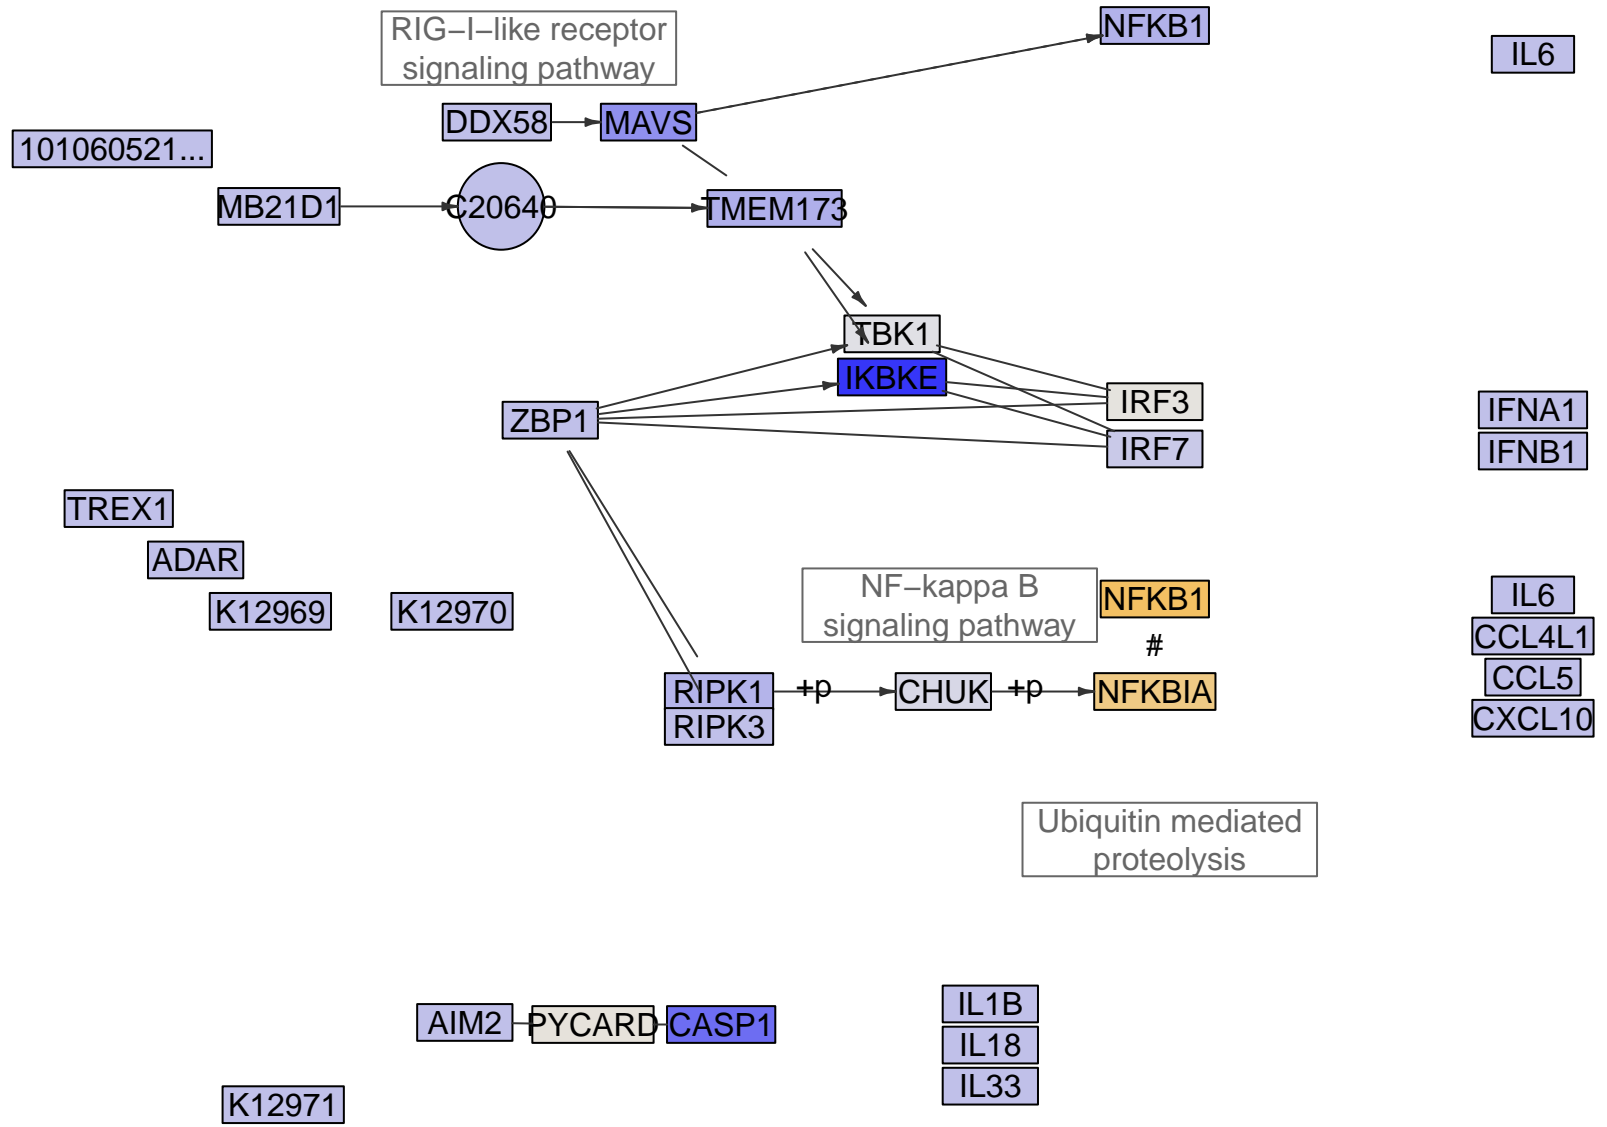 RIG−I−like receptor
signaling pathway
NFKB1
IL6
DDX58
MAVS
101060521...
MB21D1
C20640
TMEM173
TBK1
IKBKE
ZBP1
IRF3
IRF7
IFNA1
IFNB1
TREX1
ADAR
K12969
K12970
NF−kappa B
signaling pathway
NFKB1
#
IL6
CCL4L1
CCL5
CXCL10
RIPK1
+p
CHUK
+p
NFKBIA
RIPK3
Ubiquitin mediated
proteolysis
AIM2
PYCARD
CASP1
IL1B
IL18
IL33
K12971